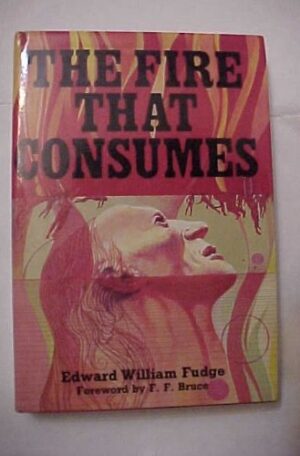 THE FIRE
THAT
CONSUMES
Edward William Fudge
Foreword by F. F. Bruce